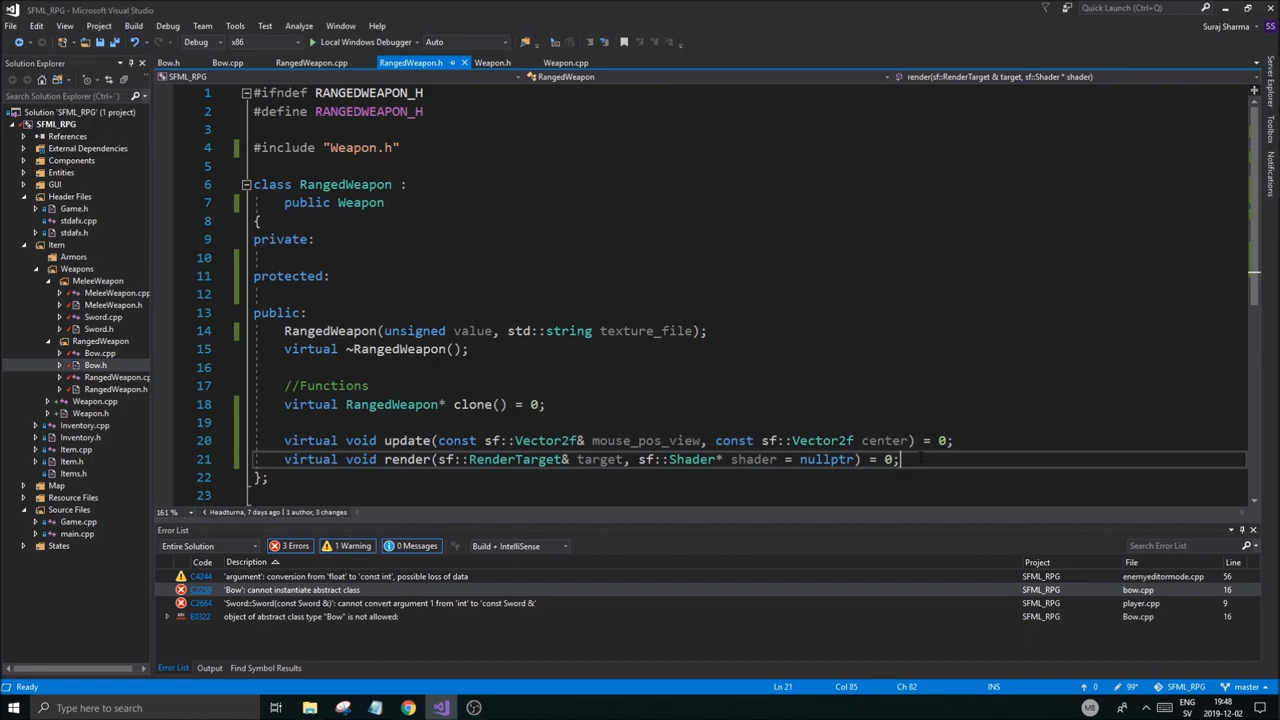 SFML_RPG - Microsoft Visual Studio
Quick Launch (Ctrl+Q)
File Edit View Project Build Debug Team Tools Test Analyze Window Help
Suraj Sharma SS
Debug x86 Local Windows Debugger Auto
Solution Explorer
Bow.h Bow.cpp RangedWeapon.cpp RangedWeapon.h Weapon.h Weapon.cpp
SFML_RPG RangedWeapon render(sf::RenderTarget & target, sf::Shader * shader)
Search Solution Explorer (Ctrl+
Solution 'SFML_RPG' (1 project)
SFML_RPG
References
External Dependencies
Components
Entities
GUI
Header Files
Game.h
stdafx.cpp
stdafx.h
Item
Armors
Weapons
MeleeWeapon
MeleeWeapon.cpp
MeleeWeapon.h
Sword.cpp
Sword.h
RangedWeapon
Bow.cpp
Bow.h
RangedWeapon.cp
RangedWeapon.h
Weapon.cpp
Weapon.h
Inventory.cpp
Inventory.h
Item.cpp
Item.h
Items.h
Map
Resource Files
Source Files
Game.cpp
main.cpp
States
1 #ifndef RANGEDWEAPON_H
2 #define RANGEDWEAPON_H
3
4 #include "Weapon.h"
5
6 class RangedWeapon :
7 public Weapon
8 {
9 private:
10
11 protected:
12
13 public:
14 RangedWeapon(unsigned value, std::string texture_file);
15 virtual ~RangedWeapon();
16
17 //Functions
18 virtual RangedWeapon* clone() = 0;
19
20 virtual void update(const sf::Vector2f& mouse_pos_view, const sf::Vector2f center) = 0;
21 virtual void render(sf::RenderTarget& target, sf::Shader* shader = nullptr) = 0;
22 };
23
161 % Headturna, 7 days ago | 1 author, 3 changes
Server Explorer
Toolbox
Notifications
Error List
Entire Solution 3 Errors 1 Warning 0 Messages Build + IntelliSense Search Error List
Code Description Project File Line
C4244 'argument': conversion from 'float' to 'const int', possible loss of data SFML_RPG enemyeditormode.cpp 56
C2259 'Bow': cannot instantiate abstract class SFML_RPG bow.cpp 16
C2664 'Sword::Sword(const Sword &)': cannot convert argument 1 from 'int' to 'const Sword &' SFML_RPG player.cpp 9
E0322 object of abstract class type "Bow" is not allowed: SFML_RPG Bow.cpp 16
Error List Output Find Symbol Results
Ready Ln 21 Col 85 Ch 82 INS 0 99* SFML_RPG master
Type here to search
MB ENG SV 19:48 2019-12-02